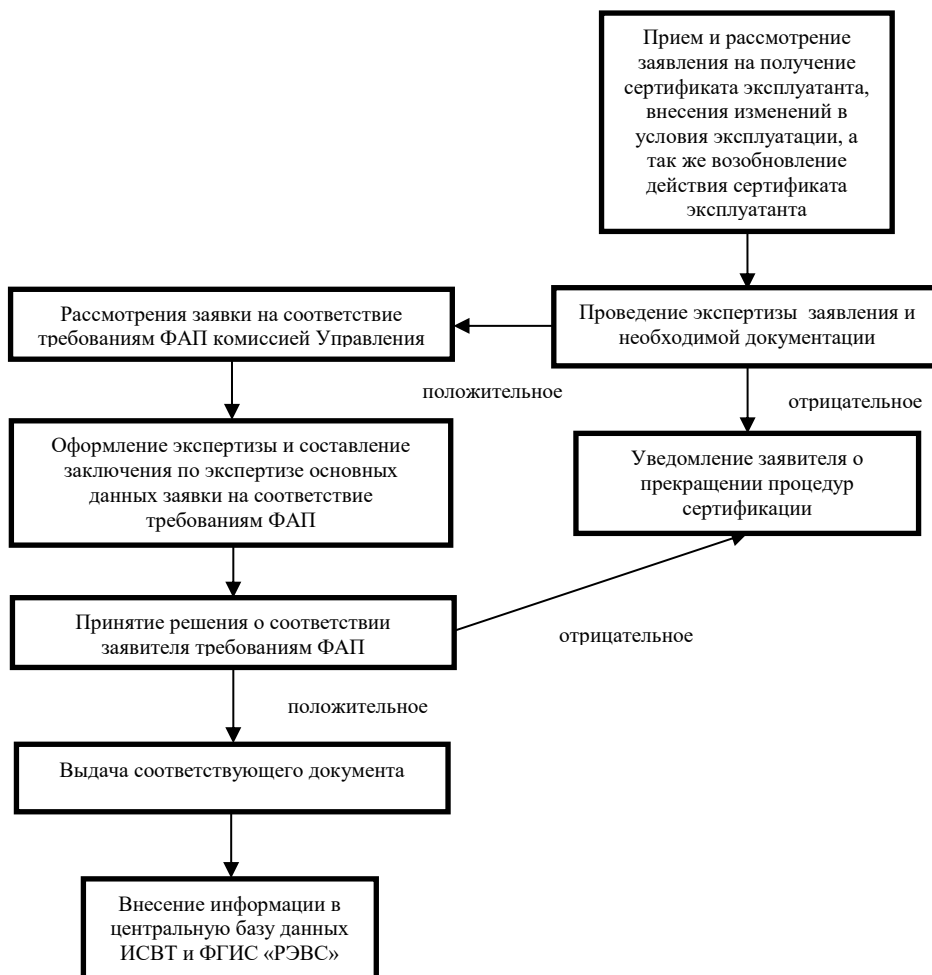 Прием и рассмотрение
заявления на получение
сертификата эксплуатанта,
внесения изменений в
условия эксплуатации, а
так же возобновление
действия сертификата
эксплуатанта
Рассмотрения заявки на соответствие
требованиям ФАП комиссией Управления
Проведение экспертизы заявления и
необходимой документации
положительное
отрицательное
Оформление экспертизы и составление
заключения по экспертизе основных
данных заявки на соответствие
требованиям ФАП
Уведомление заявителя о
прекращении процедур
сертификации
Принятие решения о соответствии
заявителя требованиям ФАП
отрицательное
положительное
Выдача соответствующего документа
Внесение информации в
центральную базу данных
ИСВТ и ФГИС «РЭВС»